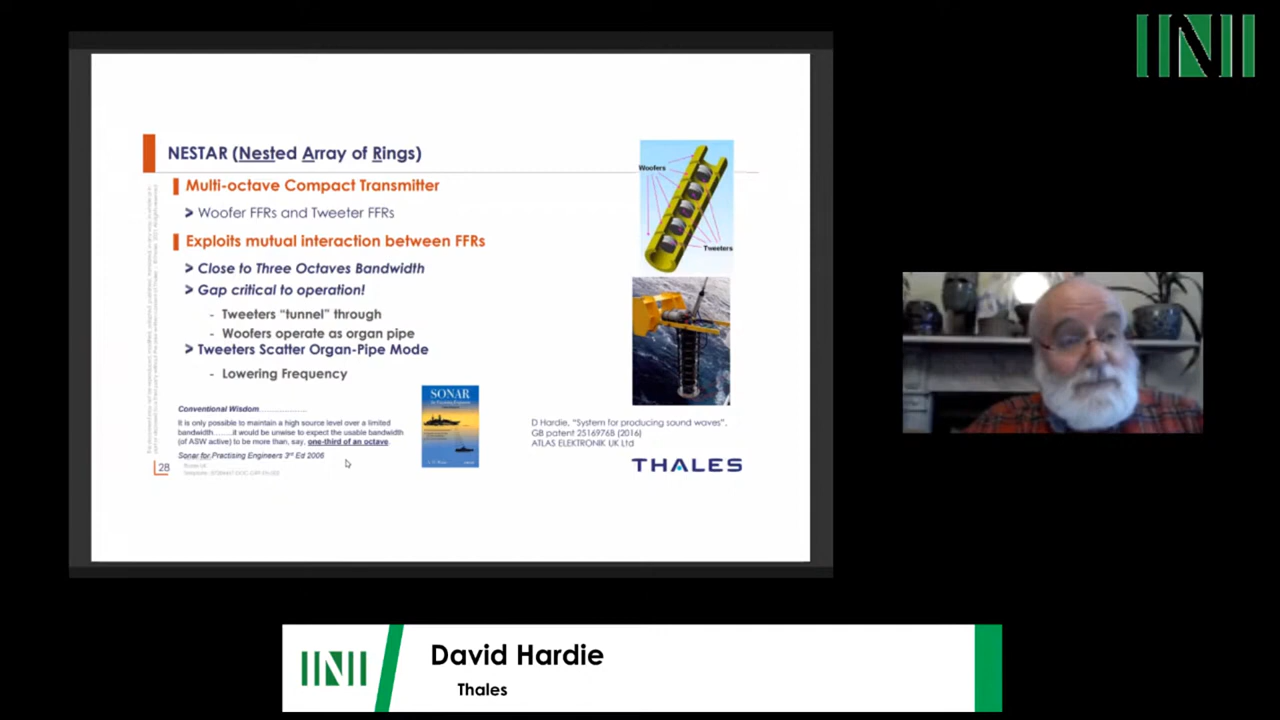 INI
NESTAR (Nested Array of Rings)
Multi-octave Compact Transmitter
> Woofer FFRs and Tweeter FFRs
Exploits mutual interaction between FFRs
> Close to Three Octaves Bandwidth
> Gap critical to operation!
- Tweeters “tunnel” through
- Woofers operate as organ pipe
> Tweeters Scatter Organ-Pipe Mode
- Lowering Frequency
Woofers
Tweeters
Conventional Wisdom
It is only possible to maintain a high source level over a limited
bandwidth.......it would be unwise to expect the usable bandwidth
(of ASW active) to be more than, say, one-third of an octave.
Sonar for Practising Engineers 3rd Ed 2006
SONAR
D Hardie, “System for producing sound waves”,
GB patent 2516976B (2016)
ATLAS ELEKTRONIK UK Ltd
28
THALES
INI
David Hardie
Thales